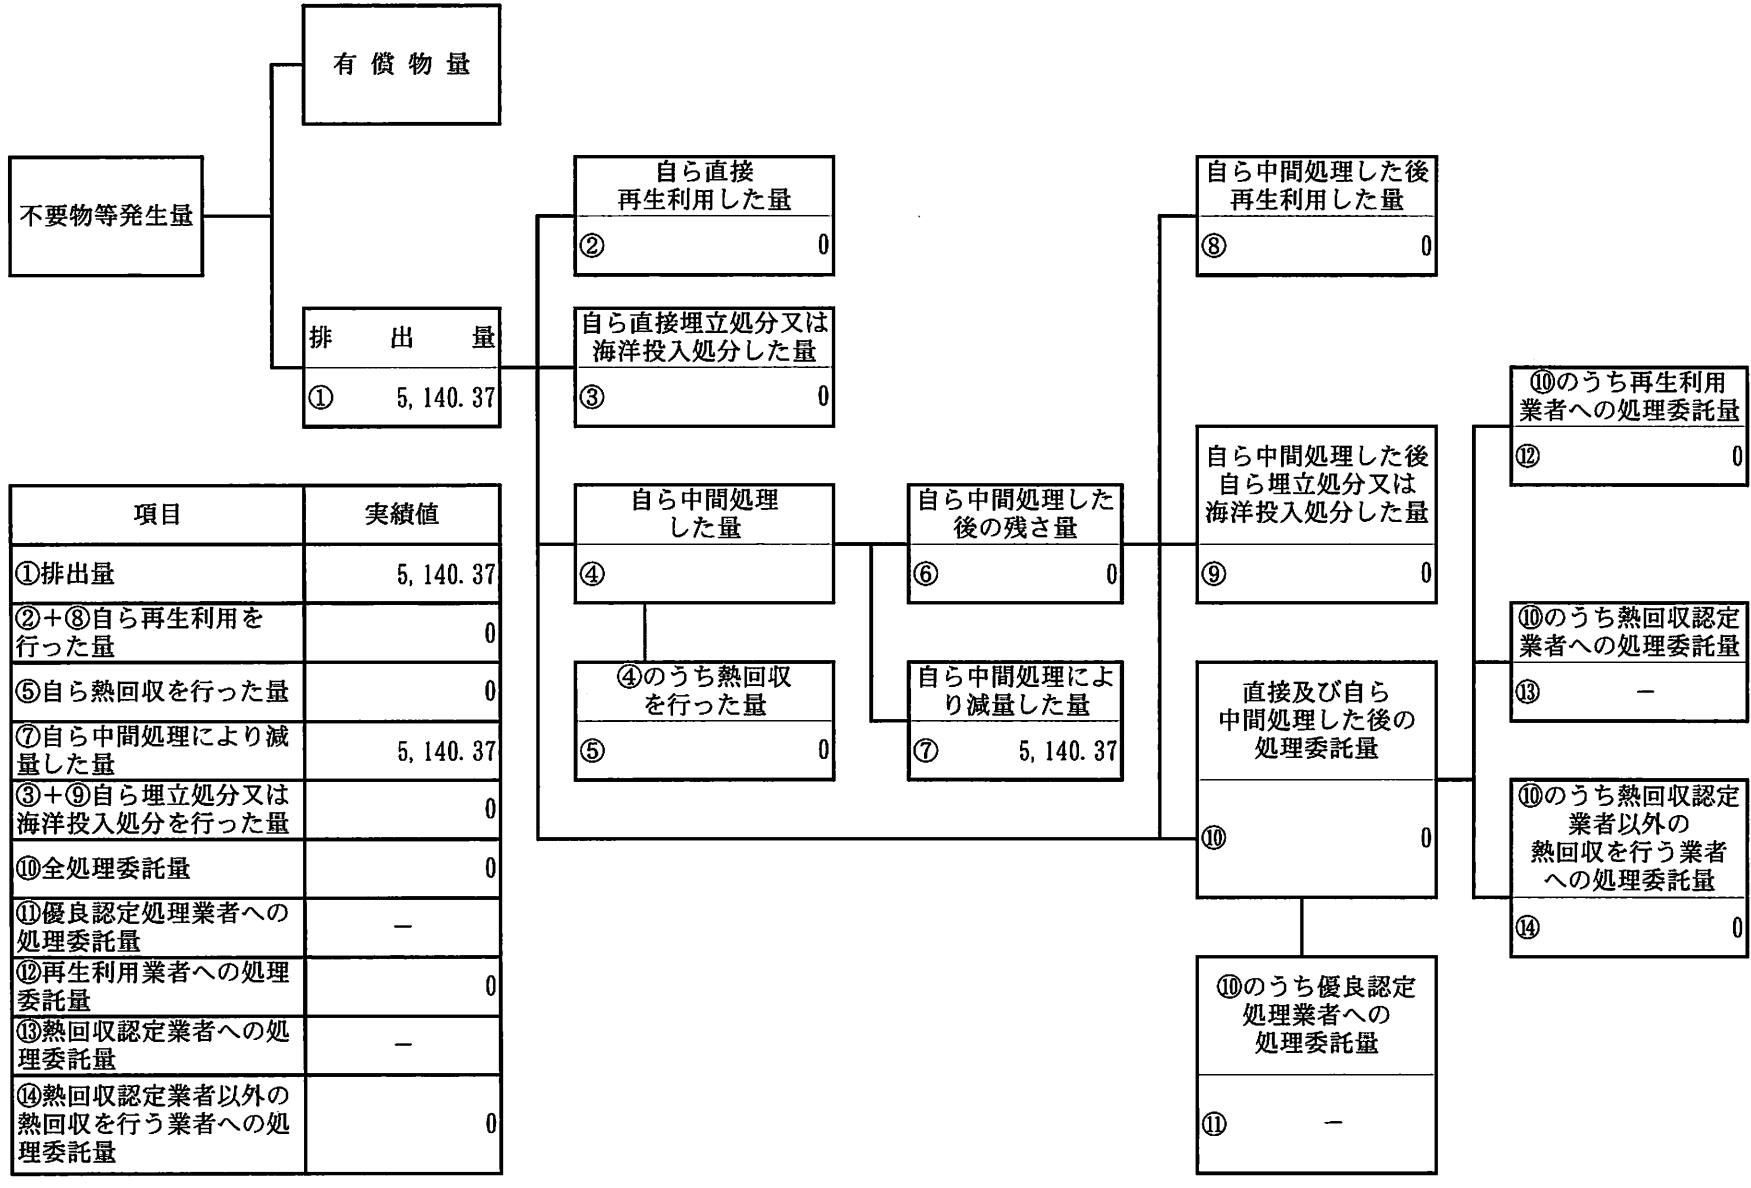 有償物量
不要物等発生量
排出量
① 5,140.37
自ら直接
再生利用した量
② 0
自ら直接埋立処分又は
海洋投入処分した量
③ 0
自ら中間処理
した量
④
④のうち熱回収
を行った量
⑤ 0
自ら中間処理した
後の残さ量
⑥ 0
自ら中間処理によ
り減量した量
⑦ 5,140.37
自ら中間処理した後
再生利用した量
⑧ 0
自ら中間処理した後
自ら埋立処分又は
海洋投入処分した量
⑨ 0
直接及び自ら
中間処理した後の
処理委託量
⑩ 0
⑩のうち優良認定
処理業者への
処理委託量
⑪ －
⑩のうち再生利用
業者への処理委託量
⑫ 0
⑩のうち熱回収認定
業者への処理委託量
⑬ －
⑩のうち熱回収認定
業者以外の
熱回収を行う業者
への処理委託量
⑭ 0
項目 実績値
①排出量 5,140.37
②＋⑧自ら再生利用を
行った量 0
⑤自ら熱回収を行った量 0
⑦自ら中間処理により減
量した量 5,140.37
③＋⑨自ら埋立処分又は
海洋投入処分を行った量 0
⑩全処理委託量 0
⑪優良認定処理業者への
処理委託量 －
⑫再生利用業者への処理
委託量 0
⑬熱回収認定業者への処
理委託量 －
⑭熱回収認定業者以外の
熱回収を行う業者への処
理委託量 0